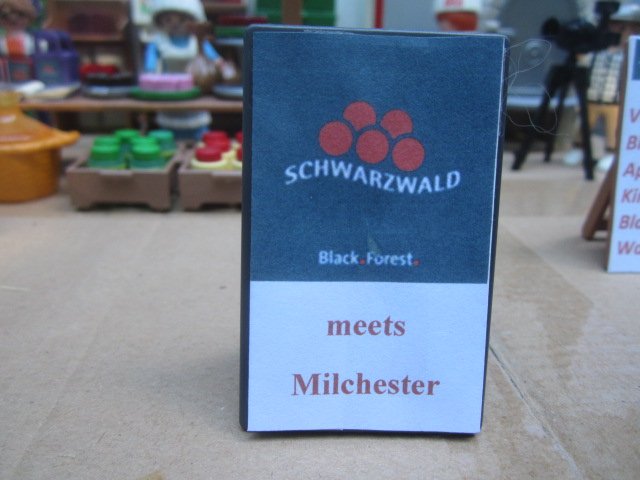 SCHWARZWALD
Black.Forest.
meets
Milchester